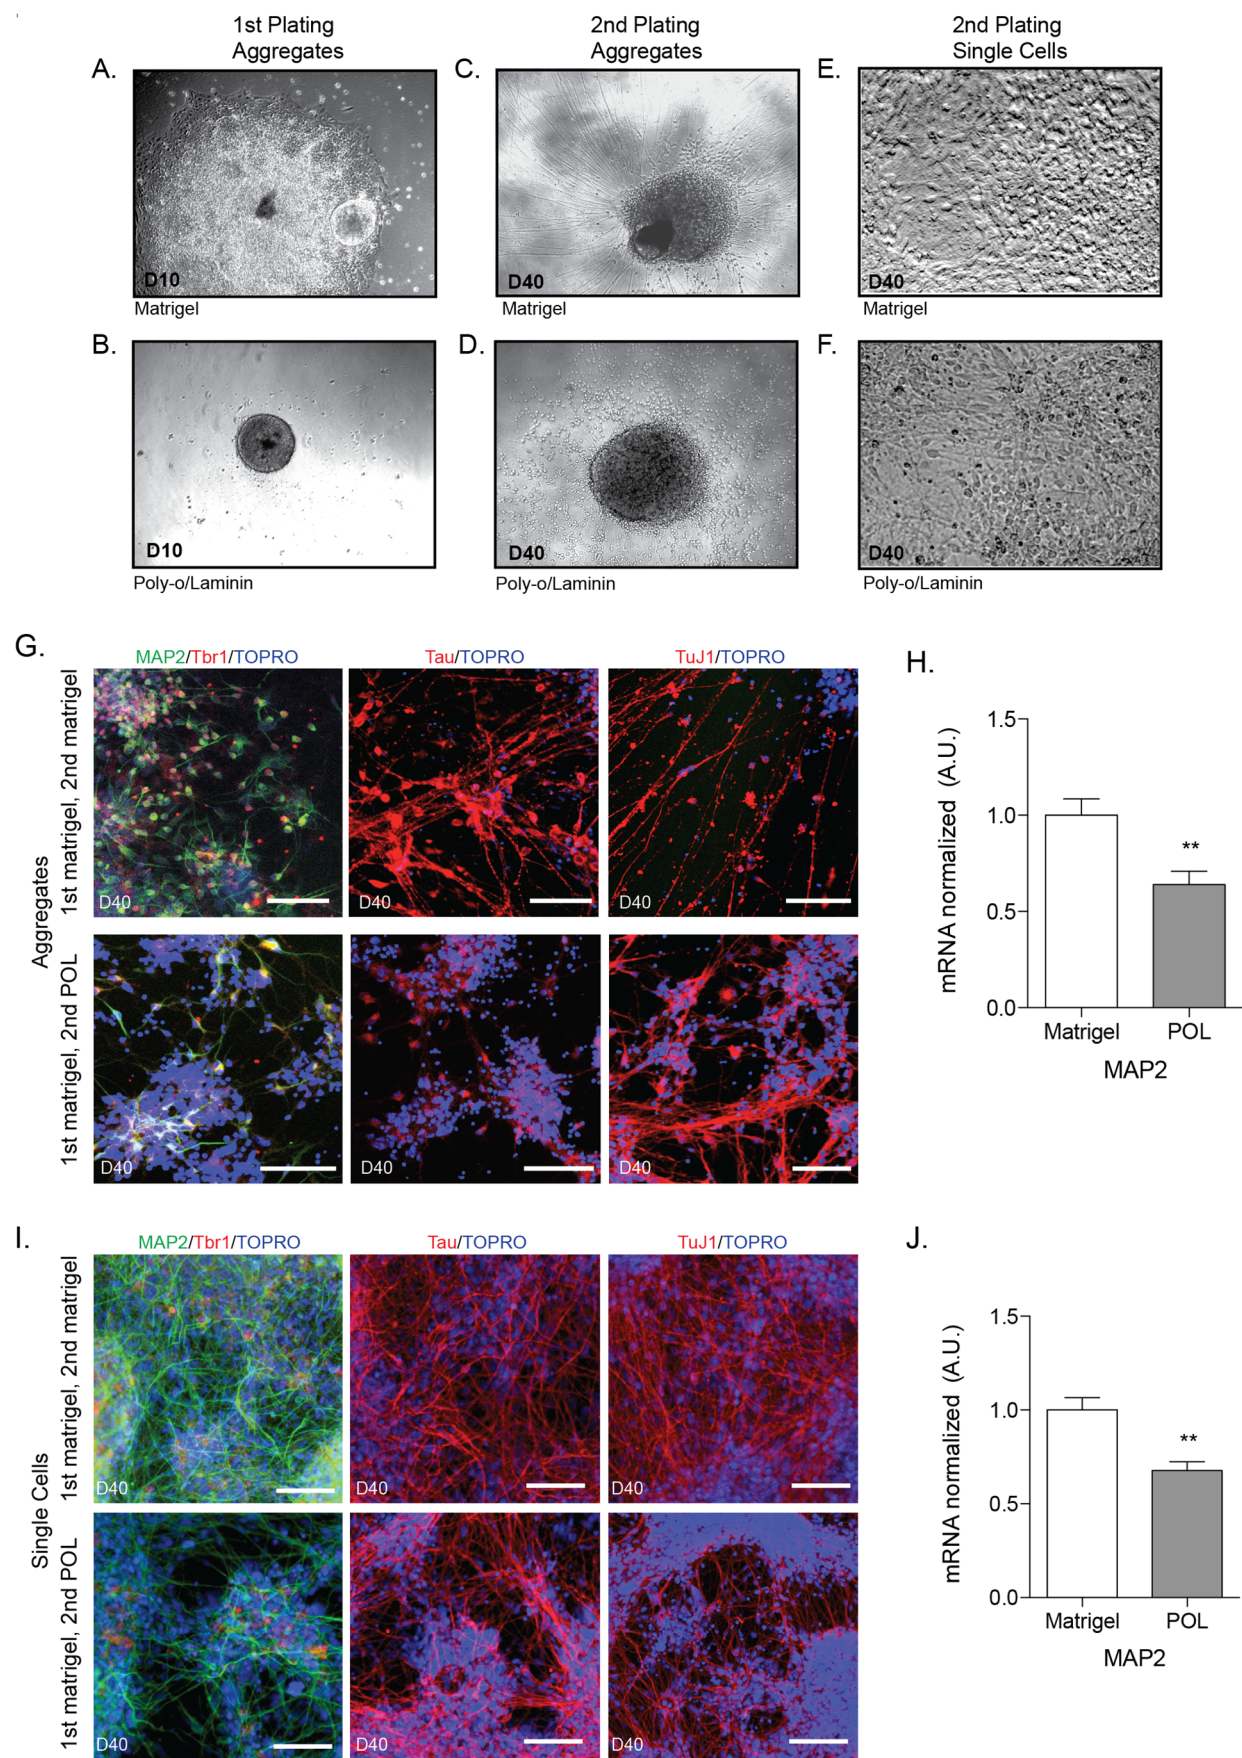 1st Plating
Aggregates
2nd Plating
Aggregates
2nd Plating
Single Cells
A.
D10
Matrigel
C.
D40
Matrigel
E.
D40
Matrigel
B.
D10
Poly-o/Laminin
D.
D40
Poly-o/Laminin
F.
D40
Poly-o/Laminin
G.
Aggregates
1st matrigel, 2nd matrigel
1st matrigel, 2nd POL
MAP2/Tbr1/TOPRO
Tau/TOPRO
TuJ1/TOPRO
D40
D40
D40
D40
D40
D40
H.
mRNA normalized (A.U.)
1.5
1.0
0.5
0.0
**
Matrigel
POL
MAP2
I.
Single Cells
1st matrigel, 2nd matrigel
1st matrigel, 2nd POL
MAP2/Tbr1/TOPRO
Tau/TOPRO
TuJ1/TOPRO
D40
D40
D40
D40
D40
D40
J.
mRNA normalized (A.U.)
1.5
1.0
0.5
0.0
**
Matrigel
POL
MAP2